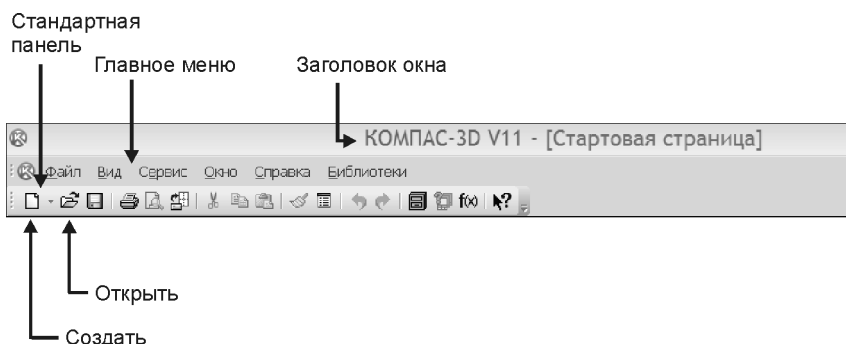 Стандартная
панель
Главное меню
Заголовок окна
КОМПАС-3D V11 - [Стартовая страница]
Файл Вид Сервис Окно Справка Библиотеки
f(x)
Открыть
Создать